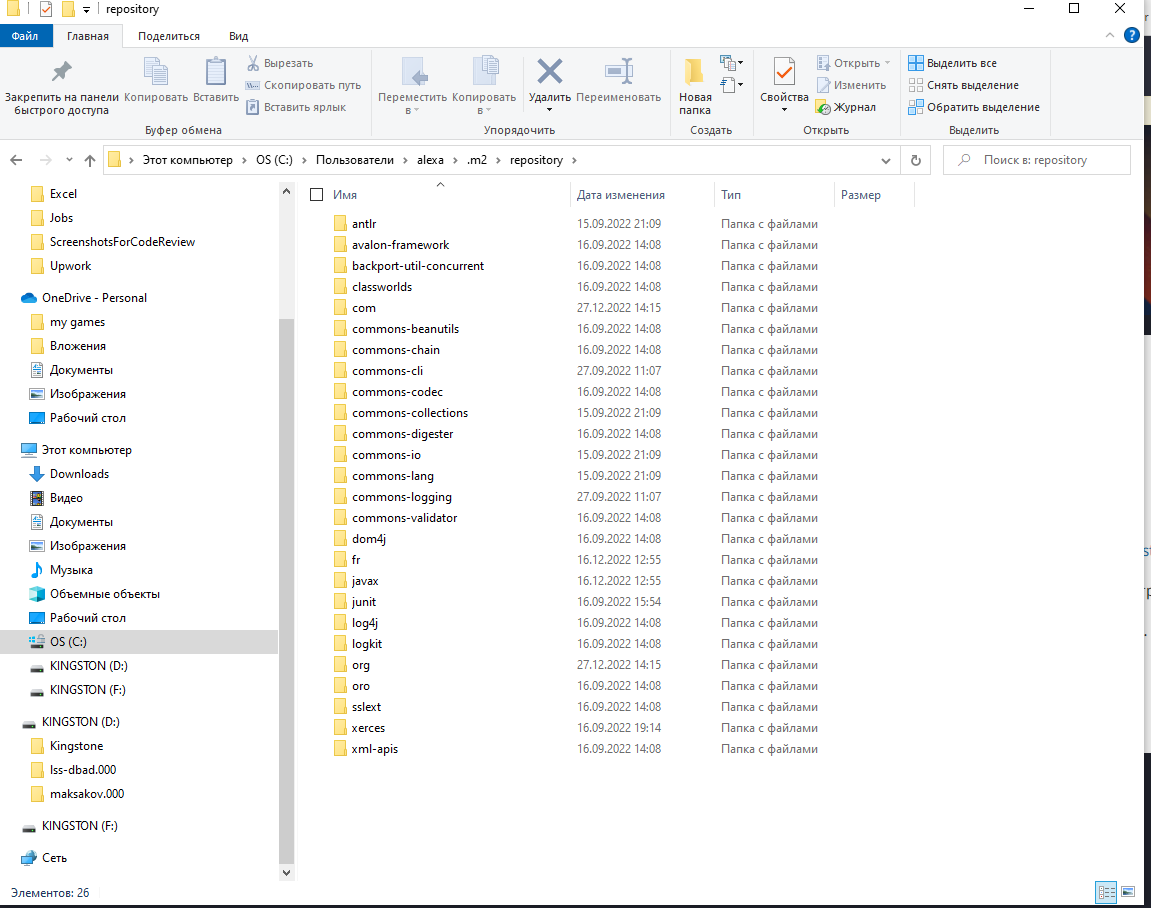 repository
Файл Главная Поделиться Вид
Закрепить на панели быстрого доступа
Копировать
Вставить
Вырезать
Скопировать путь
Вставить ярлык
Буфер обмена
Переместить в
Копировать в
Удалить
Переименовать
Упорядочить
Новая папка
Создать
Свойства
Открыть
Изменить
Журнал
Открыть
Выделить все
Снять выделение
Обратить выделение
Выделить
Этот компьютер › OS (C:) › Пользователи › alexa › .m2 › repository ›
Поиск в: repository
Excel
Jobs
ScreenshotsForCodeReview
Upwork
OneDrive - Personal
my games
Вложения
Документы
Изображения
Рабочий стол
Этот компьютер
Downloads
Видео
Документы
Изображения
Музыка
Объемные объекты
Рабочий стол
OS (C:)
KINGSTON (D:)
KINGSTON (F:)
KINGSTON (D:)
Kingstone
lss-dbad.000
maksakov.000
KINGSTON (F:)
Сеть
Имя Дата изменения Тип Размер
antlr 15.09.2022 21:09 Папка с файлами
avalon-framework 16.09.2022 14:08 Папка с файлами
backport-util-concurrent 16.09.2022 14:08 Папка с файлами
classworlds 16.09.2022 14:08 Папка с файлами
com 27.12.2022 14:15 Папка с файлами
commons-beanutils 16.09.2022 14:08 Папка с файлами
commons-chain 16.09.2022 14:08 Папка с файлами
commons-cli 27.09.2022 11:07 Папка с файлами
commons-codec 16.09.2022 14:08 Папка с файлами
commons-collections 15.09.2022 21:09 Папка с файлами
commons-digester 16.09.2022 14:08 Папка с файлами
commons-io 15.09.2022 21:09 Папка с файлами
commons-lang 15.09.2022 21:09 Папка с файлами
commons-logging 27.09.2022 11:07 Папка с файлами
commons-validator 16.09.2022 14:08 Папка с файлами
dom4j 16.09.2022 14:08 Папка с файлами
fr 16.12.2022 12:55 Папка с файлами
javax 16.12.2022 12:55 Папка с файлами
junit 16.09.2022 15:54 Папка с файлами
log4j 16.09.2022 14:08 Папка с файлами
logkit 16.09.2022 14:08 Папка с файлами
org 27.12.2022 14:15 Папка с файлами
oro 16.09.2022 14:08 Папка с файлами
sslext 16.09.2022 14:08 Папка с файлами
xerces 16.09.2022 19:14 Папка с файлами
xml-apis 16.09.2022 14:08 Папка с файлами
Элементов: 26